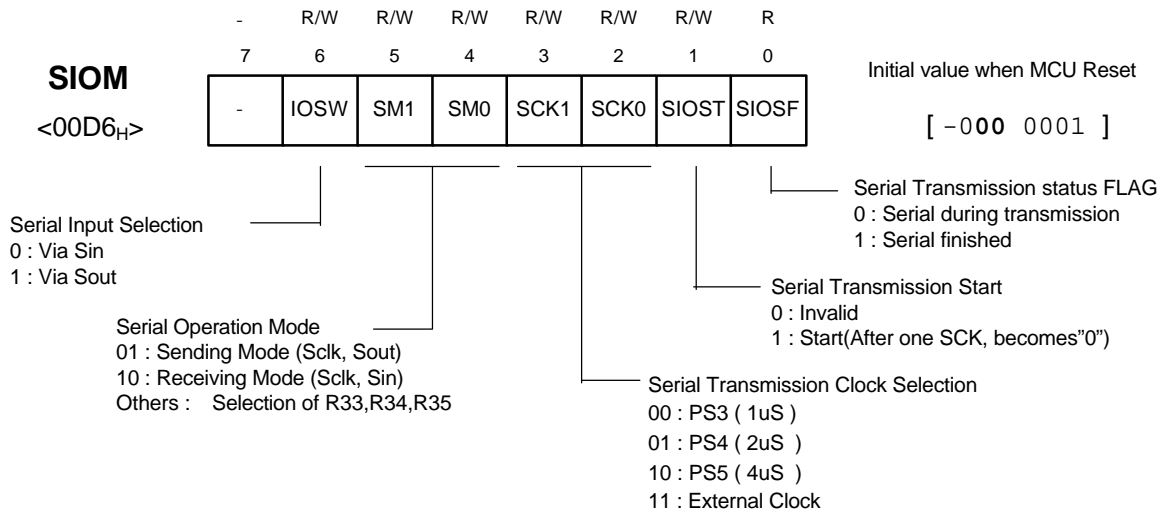 - R/W R/W R/W R/W R/W R/W R
7 6 5 4 3 2 1 0
SIOM
<00D6H>
- IOSW SM1 SM0 SCK1 SCK0 SIOST SIOSF
Initial value when MCU Reset
[ -000 0001 ]
Serial Input Selection
0 : Via Sin
1 : Via Sout
Serial Operation Mode
01 : Sending Mode (Sclk, Sout)
10 : Receiving Mode (Sclk, Sin)
Others : Selection of R33,R34,R35
Serial Transmission status FLAG
0 : Serial during transmission
1 : Serial finished
Serial Transmission Start
0 : Invalid
1 : Start(After one SCK, becomes”0”)
Serial Transmission Clock Selection
00 : PS3 ( 1uS )
01 : PS4 ( 2uS )
10 : PS5 ( 4uS )
11 : External Clock